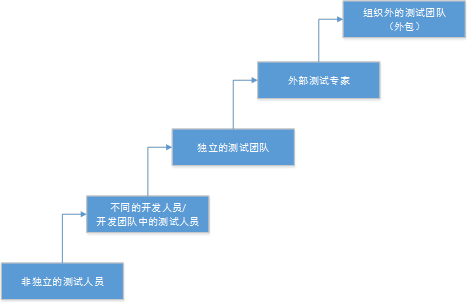 组织外的测试团队
（外包）
外部测试专家
独立的测试团队
不同的开发人员/
开发团队中的测试人员
非独立的测试人员